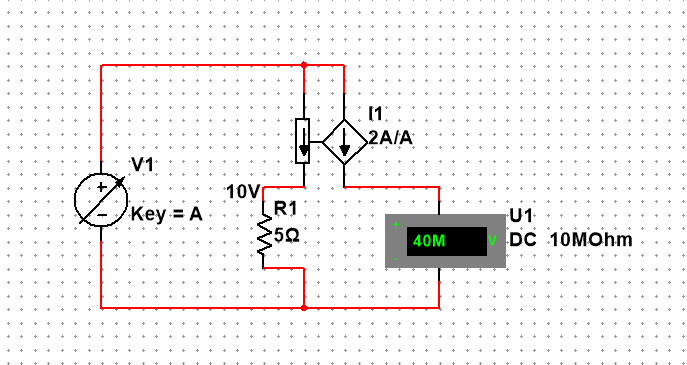 I1
2A/A
V1
+
−
Key = A
10V
R1
5Ω
U1
+
40M
V
-
DC 10MOhm